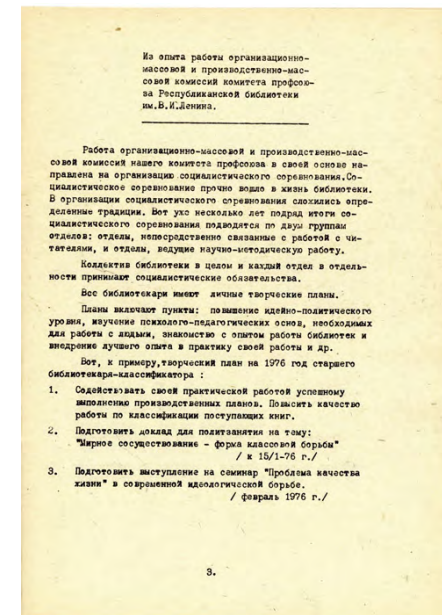 Из опыта работы организационно-
массовой и производственно-мас-
совой комиссий комитета профсою-
за Республиканской библиотеки
им.В.И.Ленина.
Работа организационно-массовой и производственно-мас-
совой комиссий нашего комитета профсоюза в своей основе на-
правлена на организацию социалистического соревнования.Со-
циалистическое соревнование прочно вошло в жизнь библиотеки.
В организации социалистического соревнования сложились опре-
деленные традиции. Вот уже несколько лет подряд итоги со-
циалистического соревнования подводятся по двум группам
отделов: отделы, непосредственно связанные с работой с чи-
тателями, и отделы, ведущие научно-методическую работу.
Коллектив библиотеки в целом и каждый отдел в отдель-
ности принимают социалистические обязательства.
Все библиотекари имеют личные творческие планы.
Планы включают пункты: повышение идейно-политического
уровня, изучение психолого-педагогических основ, необходимых
для работы с людьми, знакомство с опытом работы библиотек и
внедрение лучшего опыта в практику своей работы и др.
Вот, к примеру,творческий план на 1976 год старшего
библиотекаря-классификатора :
1. Содействовать своей практической работой успешному
выполнению производственных планов. Повысить качество
работы по классификации поступающих книг.
2. Подготовить доклад для политзанятия на тему:
"Мирное сосуществование - форма классовой борьбы"
/ к 15/1-76 г./
3. Подготовить выступление на семинар "Проблема качества
жизни" в современной идеологической борьбе.
/ февраль 1976 г./
3.